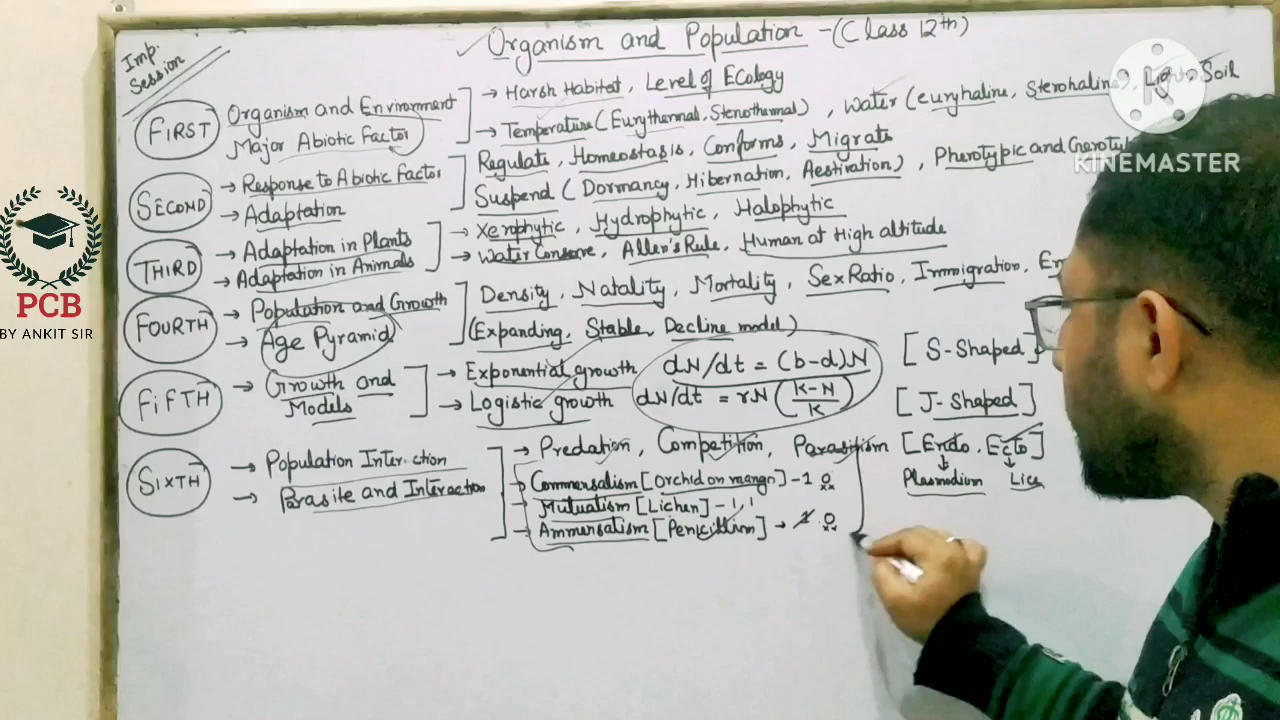 Imp. Session
Organism and Population - (Class 12th)
FIRST Organism and Environment
Major Abiotic Factor
→ Harsh Habitat, Level of Ecology
→ Temperature (Eurythermal, Stenothermal), Water (euryhaline, Sterohaline), Light, Soil
SECOND → Response to Abiotic Factor
→ Adaptation
Regulate, Homeostasis, Conforms, Migrate
Suspend (Dormancy, Hibernation, Aestivation), Phenotypic and
THIRD → Adaptation in Plants
→ Adaptation in Animals
→ Xerophytic, Hydrophytic, Halophytic
→ Water Conserve, Allen's Rule, Human at High altitude
FOURTH → Population and Growth
→ Age Pyramid
Density, Natality, Mortality, Sex Ratio, Immigration,
(Expanding, Stable, Decline model)
FIFTH → Growth and Models
→ Exponential growth dN/dt = (b-d)N [S-Shaped]
→ Logistic growth dN/dt = rN (K-N/K) [J-Shaped]
SIXTH → Population Interaction
→ Parasite and Interaction
→ Predation, Competition, Parasitism [Endo, Ecto]
Plasmodium Lice
→ Commensalism [Orchid on mango] - 1 0
→ Mutualism [Lichen] - 1, 1
→ Ammensalism [Penicillium] → 0
PCB
BY ANKIT SIR
K
KINEMASTER